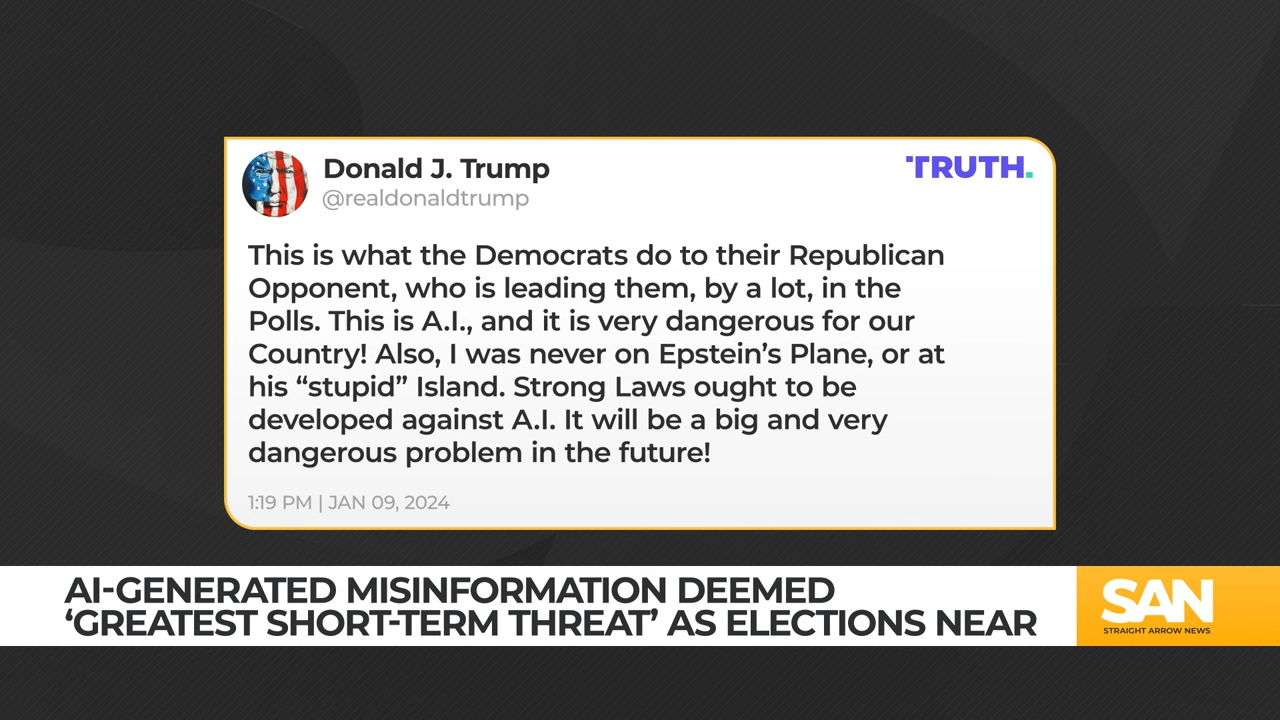 Donald J. Trump
@realdonaldtrump
TRUTH.
This is what the Democrats do to their Republican
Opponent, who is leading them, by a lot, in the
Polls. This is A.I., and it is very dangerous for our
Country! Also, I was never on Epstein’s Plane, or at
his “stupid” Island. Strong Laws ought to be
developed against A.I. It will be a big and very
dangerous problem in the future!
1:19 PM | JAN 09, 2024
AI-GENERATED MISINFORMATION DEEMED
‘GREATEST SHORT-TERM THREAT’ AS ELECTIONS NEAR
SAN
STRAIGHT ARROW NEWS